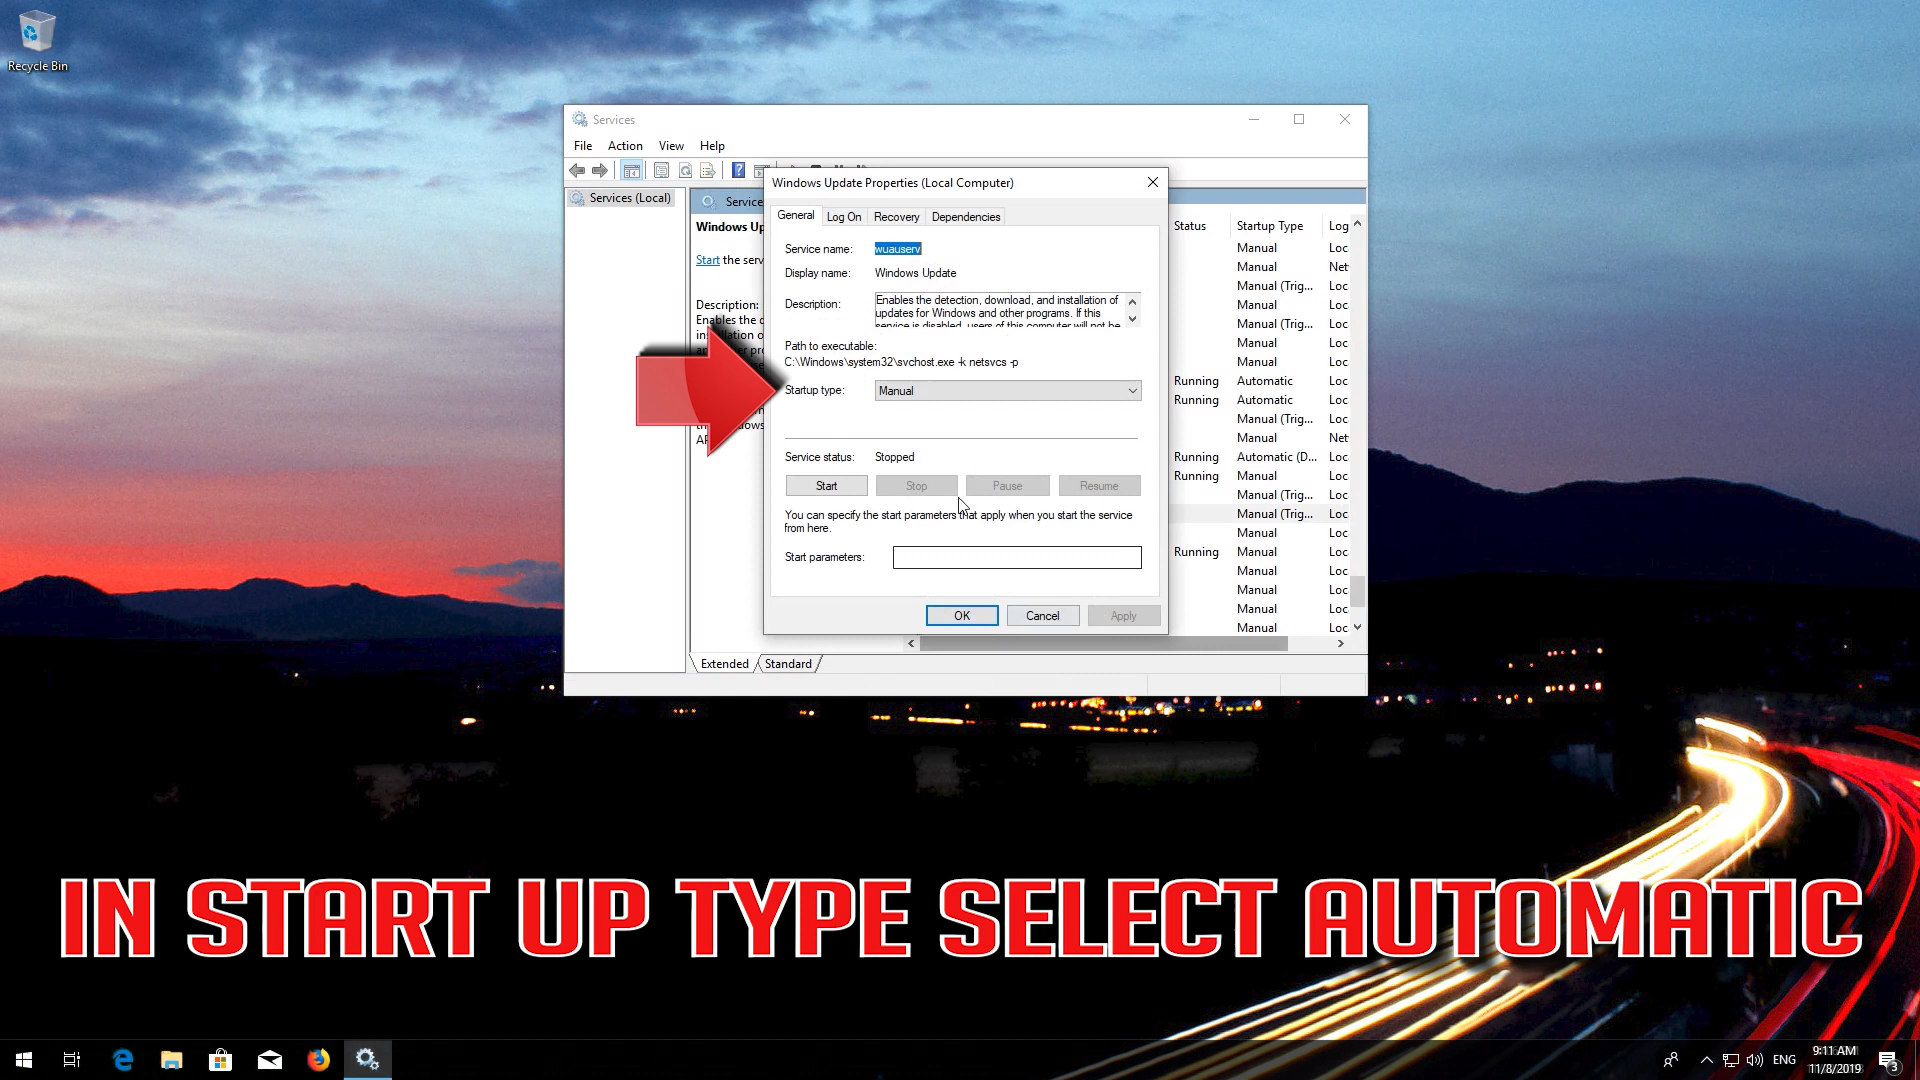 Recycle Bin
Services
File Action View Help
Services (Local)
Service
Windows Up
Start the serv
Description:
Enables the d
Windows Update Properties (Local Computer)
General Log On Recovery Dependencies
Service name: wuauserv
Display name: Windows Update
Description: Enables the detection, download, and installation of
updates for Windows and other programs. If this
service is disabled, users of this computer will not be
Path to executable:
C:\Windows\system32\svchost.exe -k netsvcs -p
Startup type: Manual
Service status: Stopped
Start Stop Pause Resume
You can specify the start parameters that apply when you start the service
from here.
Start parameters:
OK Cancel Apply
Status Startup Type Log
Manual Loc
Manual Net
Manual (Trig... Loc
Manual Loc
Manual (Trig... Loc
Manual Loc
Manual Loc
Running Automatic Loc
Running Automatic Loc
Manual (Trig... Loc
Manual Net
Running Automatic (D... Loc
Running Manual Loc
Manual (Trig... Loc
Manual (Trig... Loc
Manual Loc
Running Manual Loc
Manual Loc
Manual Loc
Manual Loc
Manual Loc
Extended Standard
IN START UP TYPE SELECT AUTOMATIC
ENG
9:11 AM
11/8/2019
3